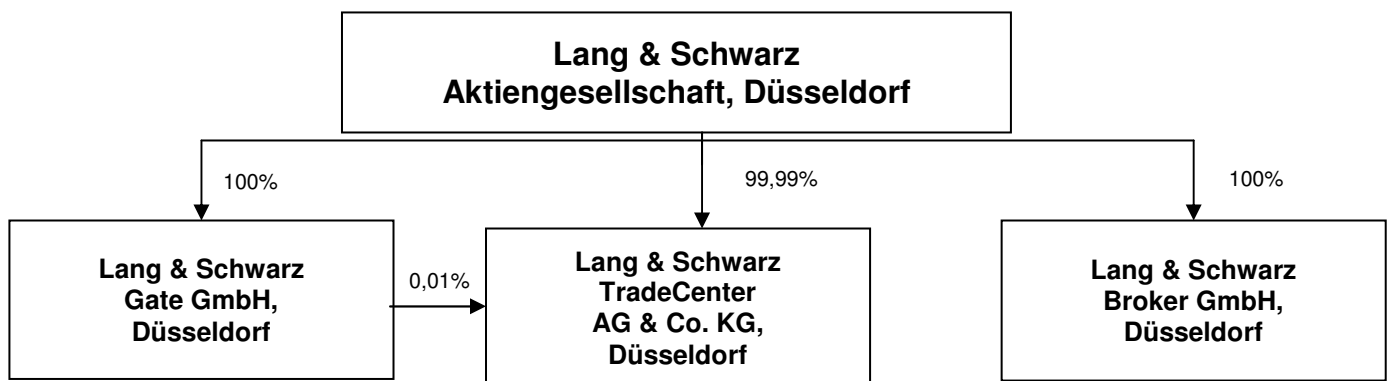 Lang & Schwarz
Aktiengesellschaft, Düsseldorf
100%
99,99%
100%
Lang & Schwarz
Gate GmbH,
Düsseldorf
0,01%
Lang & Schwarz
TradeCenter
AG & Co. KG,
Düsseldorf
Lang & Schwarz
Broker GmbH,
Düsseldorf